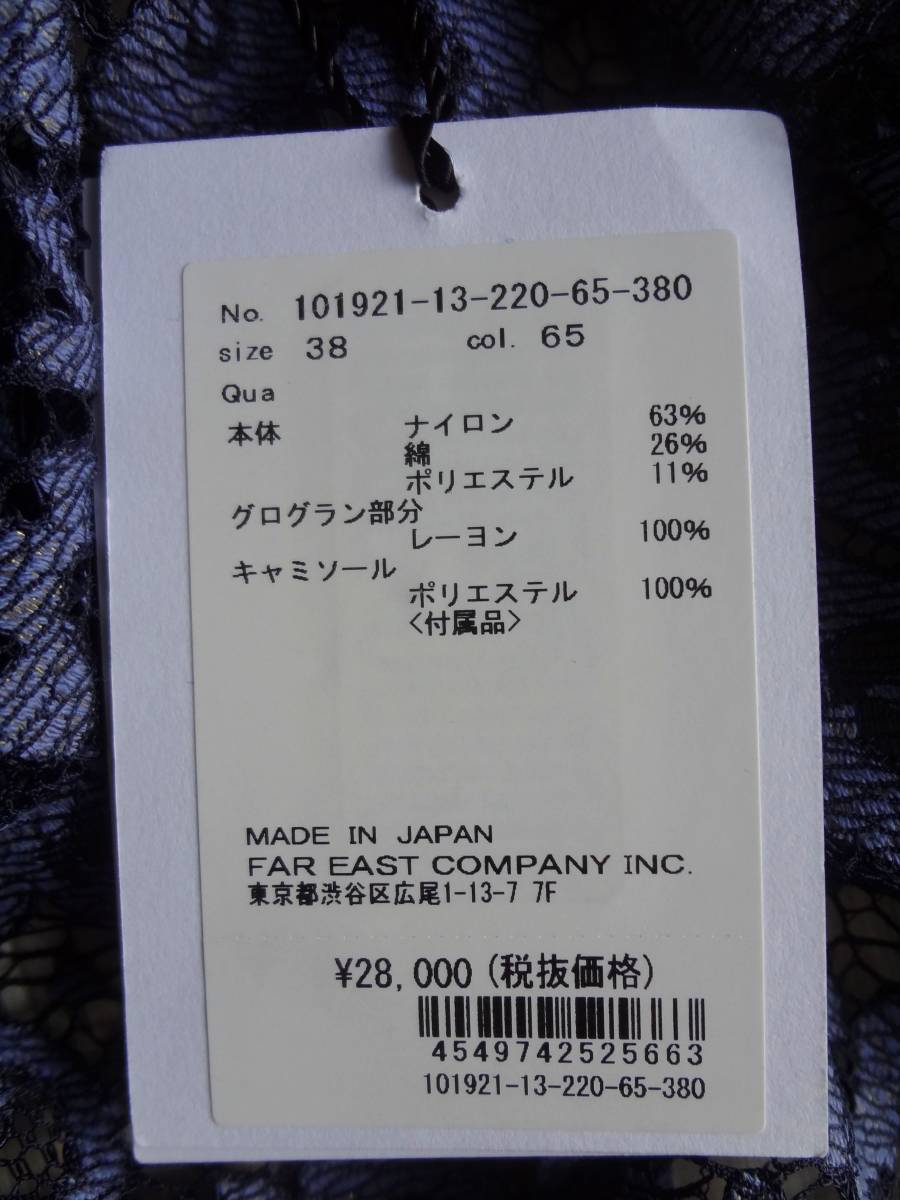 No. 101921-13-220-65-380
size 38 col. 65
Qua
本体 ナイロン 63%
綿 26%
ポリエステル 11%
グログラン部分
レーヨン 100%
キャミソール
ポリエステル 100%
<付属品>
MADE IN JAPAN
FAR EAST COMPANY INC.
東京都渋谷区広尾1-13-7 7F
¥28,000(税抜価格)
4549742525663
101921-13-220-65-380